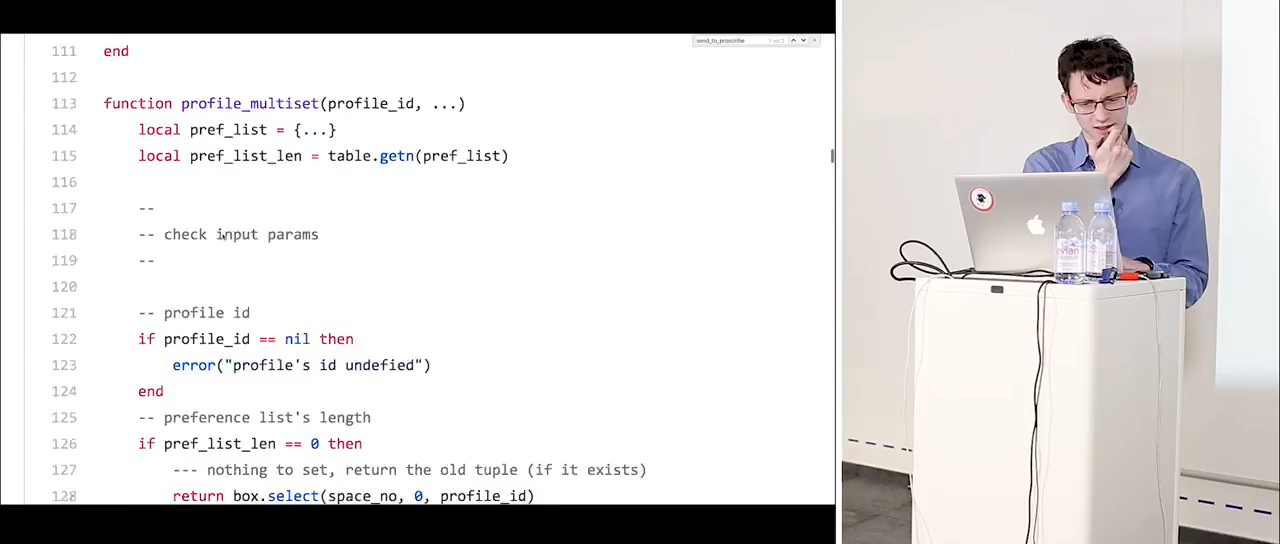 send_to_proscribe
111 end
112
113 function profile_multiset(profile_id, ...)
114 local pref_list = {...}
115 local pref_list_len = table.getn(pref_list)
116
117 --
118 -- check input params
119 --
120
121 -- profile id
122 if profile_id == nil then
123 error("profile's id undefied")
124 end
125 -- preference list's length
126 if pref_list_len == 0 then
127 --- nothing to set, return the old tuple (if it exists)
128 return box.select(space_no, 0, profile_id)
evian